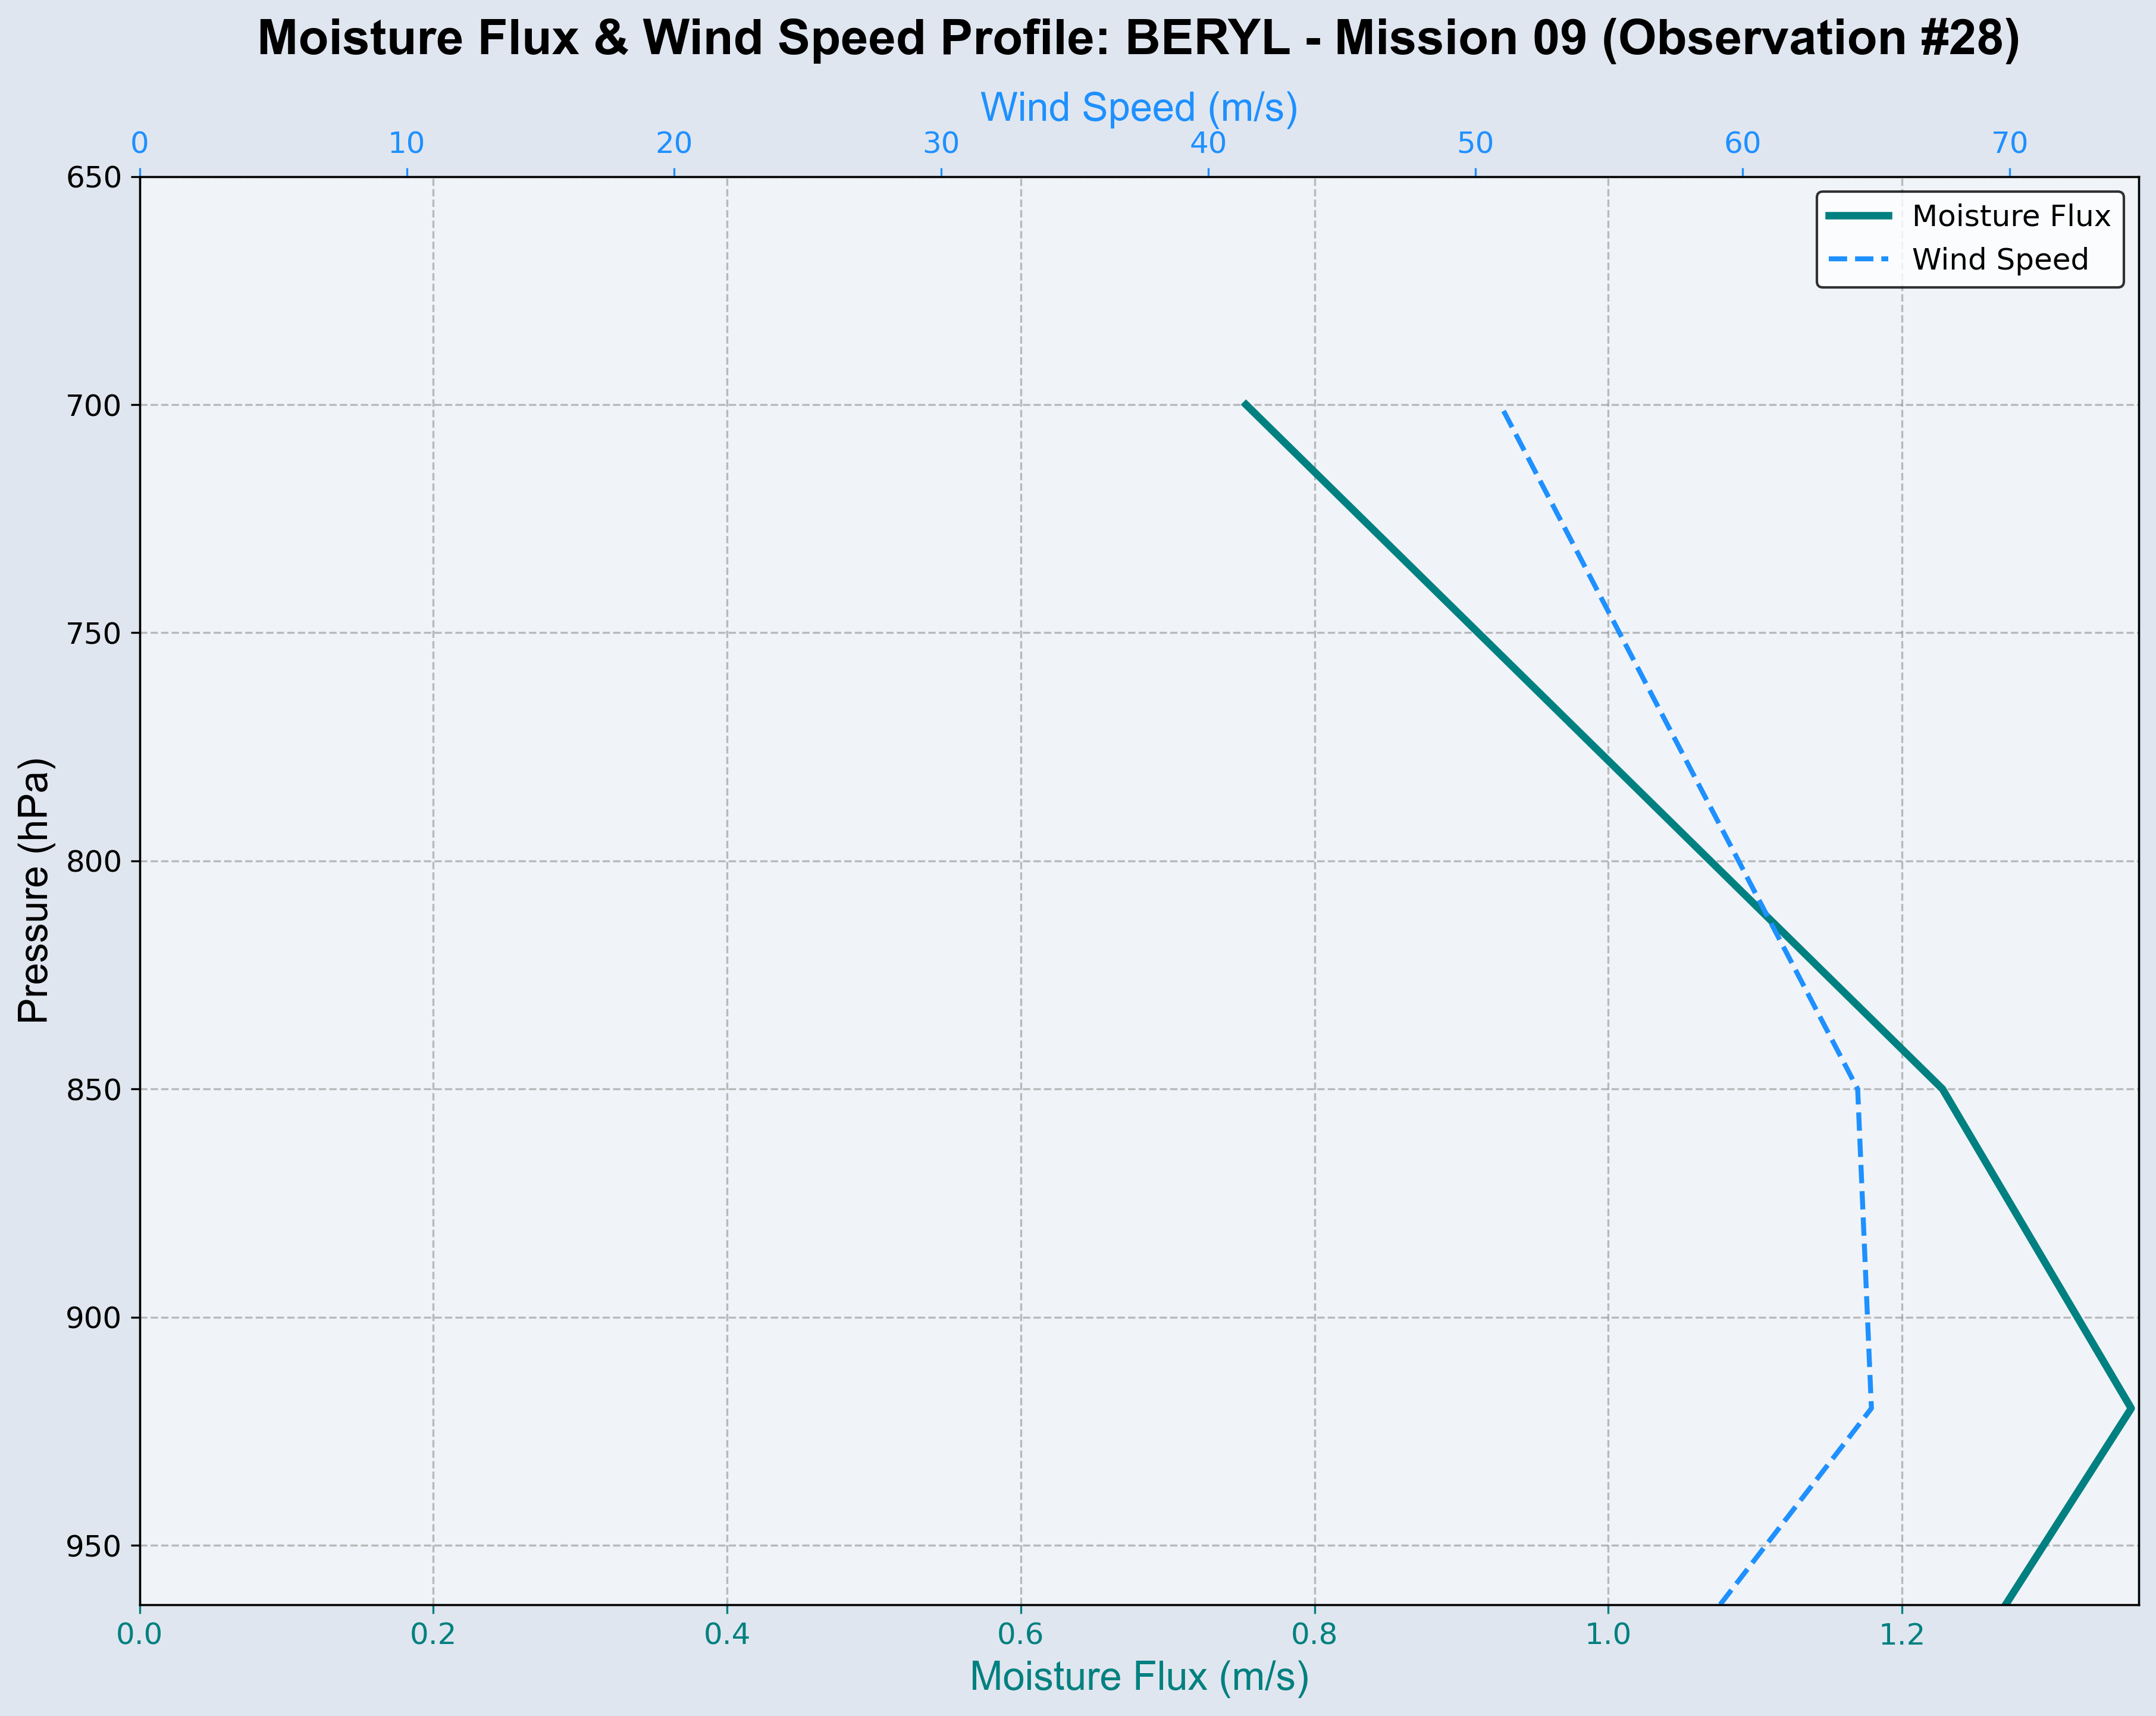 Moisture Flux & Wind Speed Profile: BERYL - Mission 09 (Observation #28)
Wind Speed (m/s)
0 10 20 30 40 50 60 70
Moisture Flux
Wind Speed
650
700
750
800
850
900
950
Pressure (hPa)
0.0 0.2 0.4 0.6 0.8 1.0 1.2
Moisture Flux (m/s)